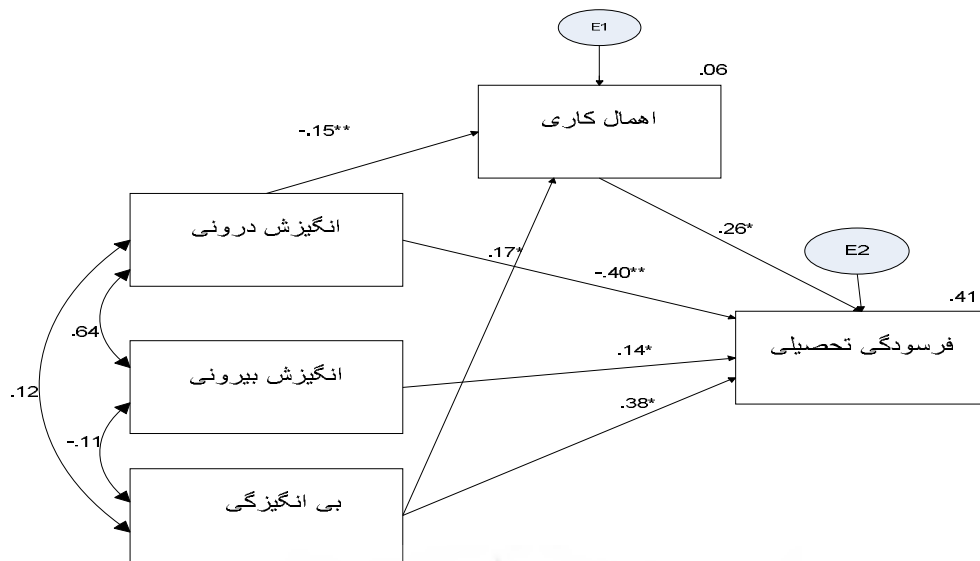 E1
.06
اهمال کاری
-.15**
انگیزش درونی
.17*
.26*
-.40**
E2
.41
فرسودگی تحصیلی
.64
انگیزش بیرونی
.14*
.12
.38*
-.11
بی انگیزگی